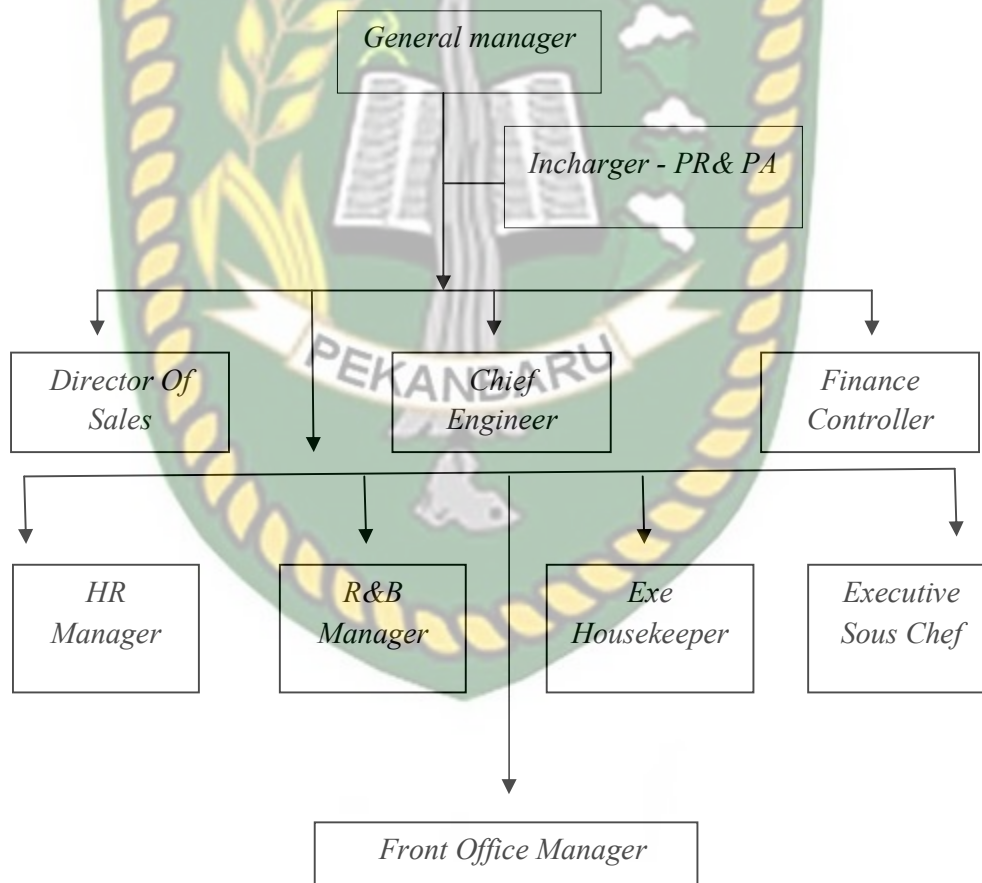 General manager
Incharger - PR& PA
PEKANBARU
Director Of
Sales
Chief
Engineer
Finance
Controller
HR
Manager
R&B
Manager
Exe
Housekeeper
Executive
Sous Chef
Front Office Manager